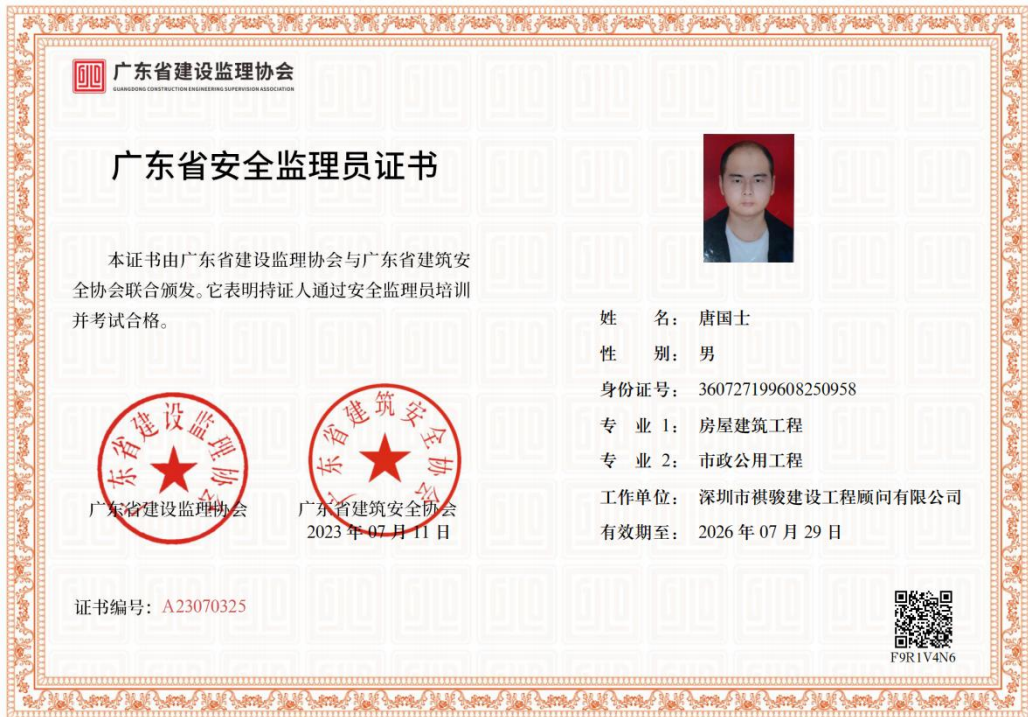 广东省建设监理协会
GUANGDONG CONSTRUCTION ENGINEERING SUPERVISION ASSOCIATION
广东省安全监理员证书
本证书由广东省建设监理协会与广东省建筑安
全协会联合颁发。它表明持证人通过安全监理员培训
并考试合格。
广东省建设监理协会
广东省建筑安全协会
广东省建设监理协会
广东省建筑安全协会
2023 年 07 月 11 日
证书编号：A23070325
姓 名：唐国士
性 别：男
身份证号：360727199608250958
专 业 1：房屋建筑工程
专 业 2：市政公用工程
工作单位：深圳市祺骏建设工程顾问有限公司
有效期至：2026 年 07 月 29 日
F9R1V4N6